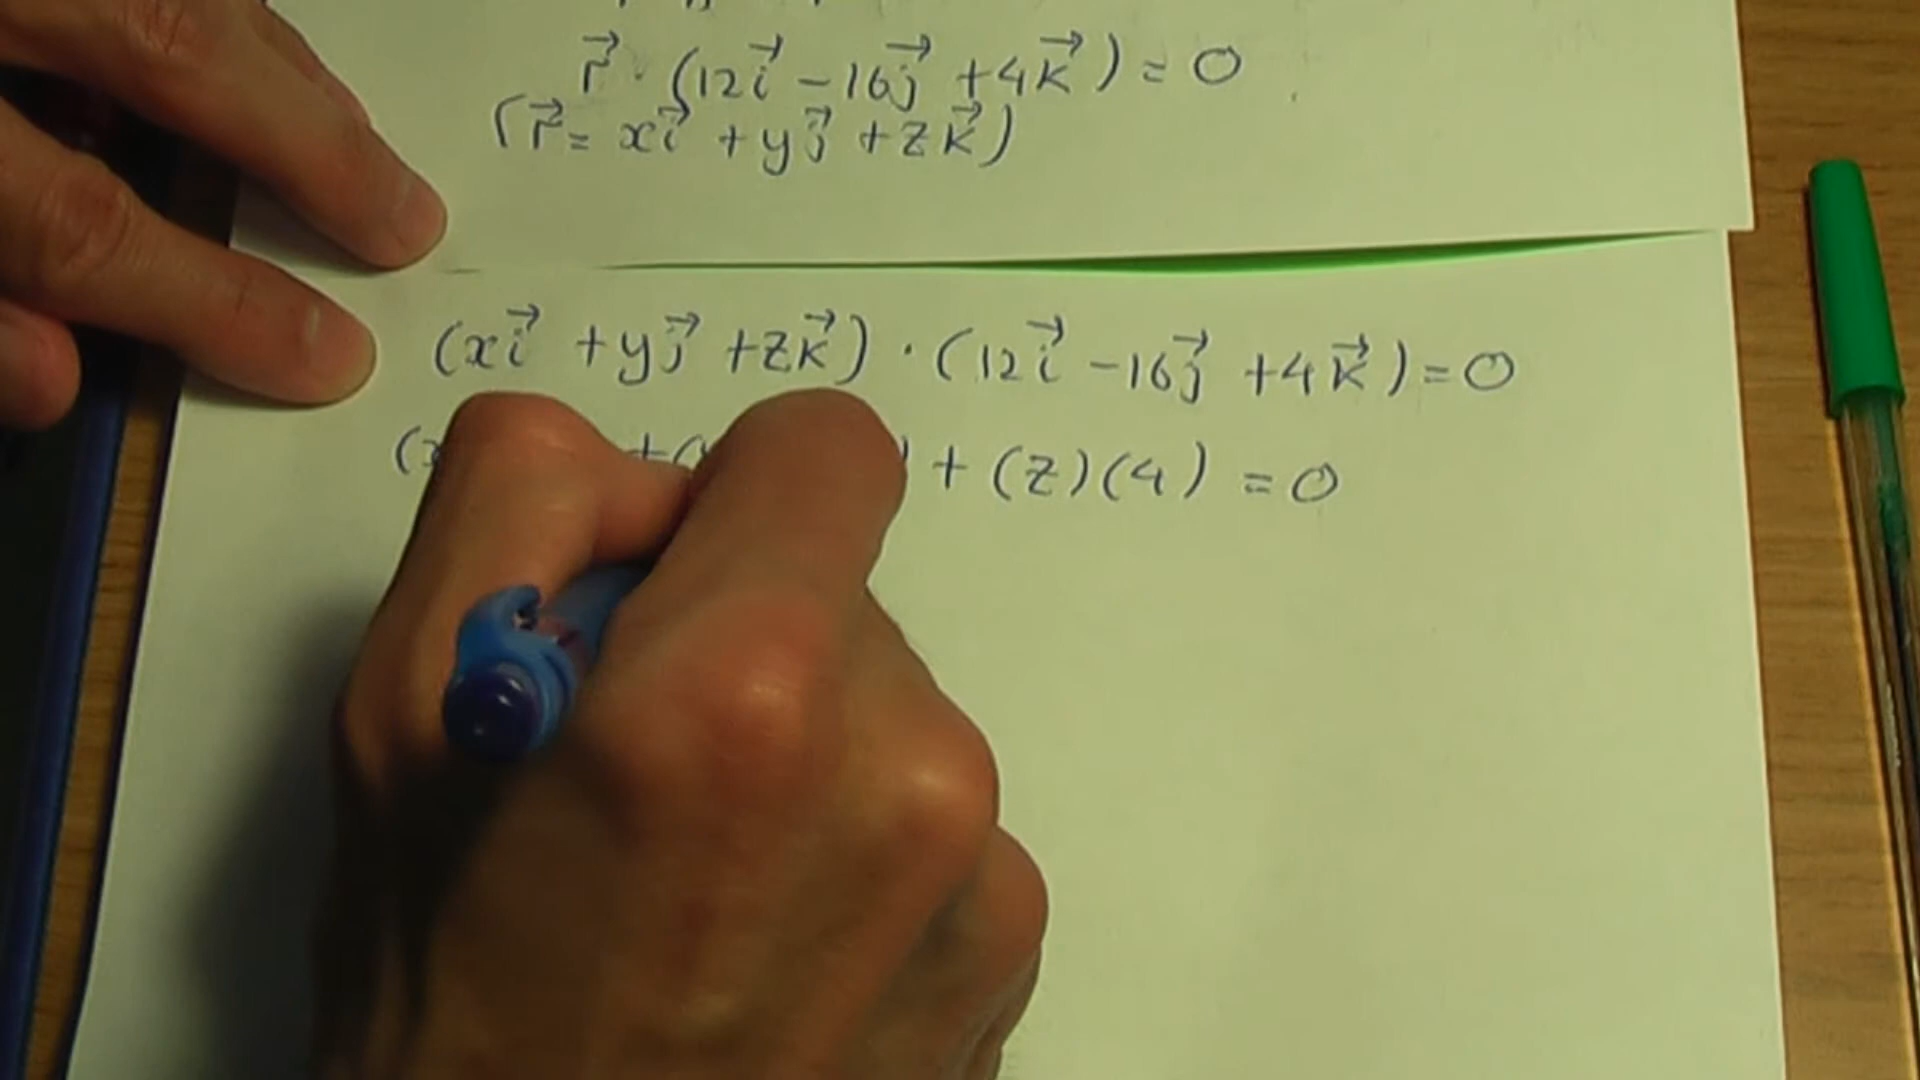 r⃗ · (12i⃗ - 16j⃗ + 4k⃗) = 0
(r⃗ = xi⃗ + yj⃗ + zk⃗)
(xi⃗ + yj⃗ + zk⃗) · (12i⃗ - 16j⃗ + 4k⃗) = 0
+ (z)(4) = 0